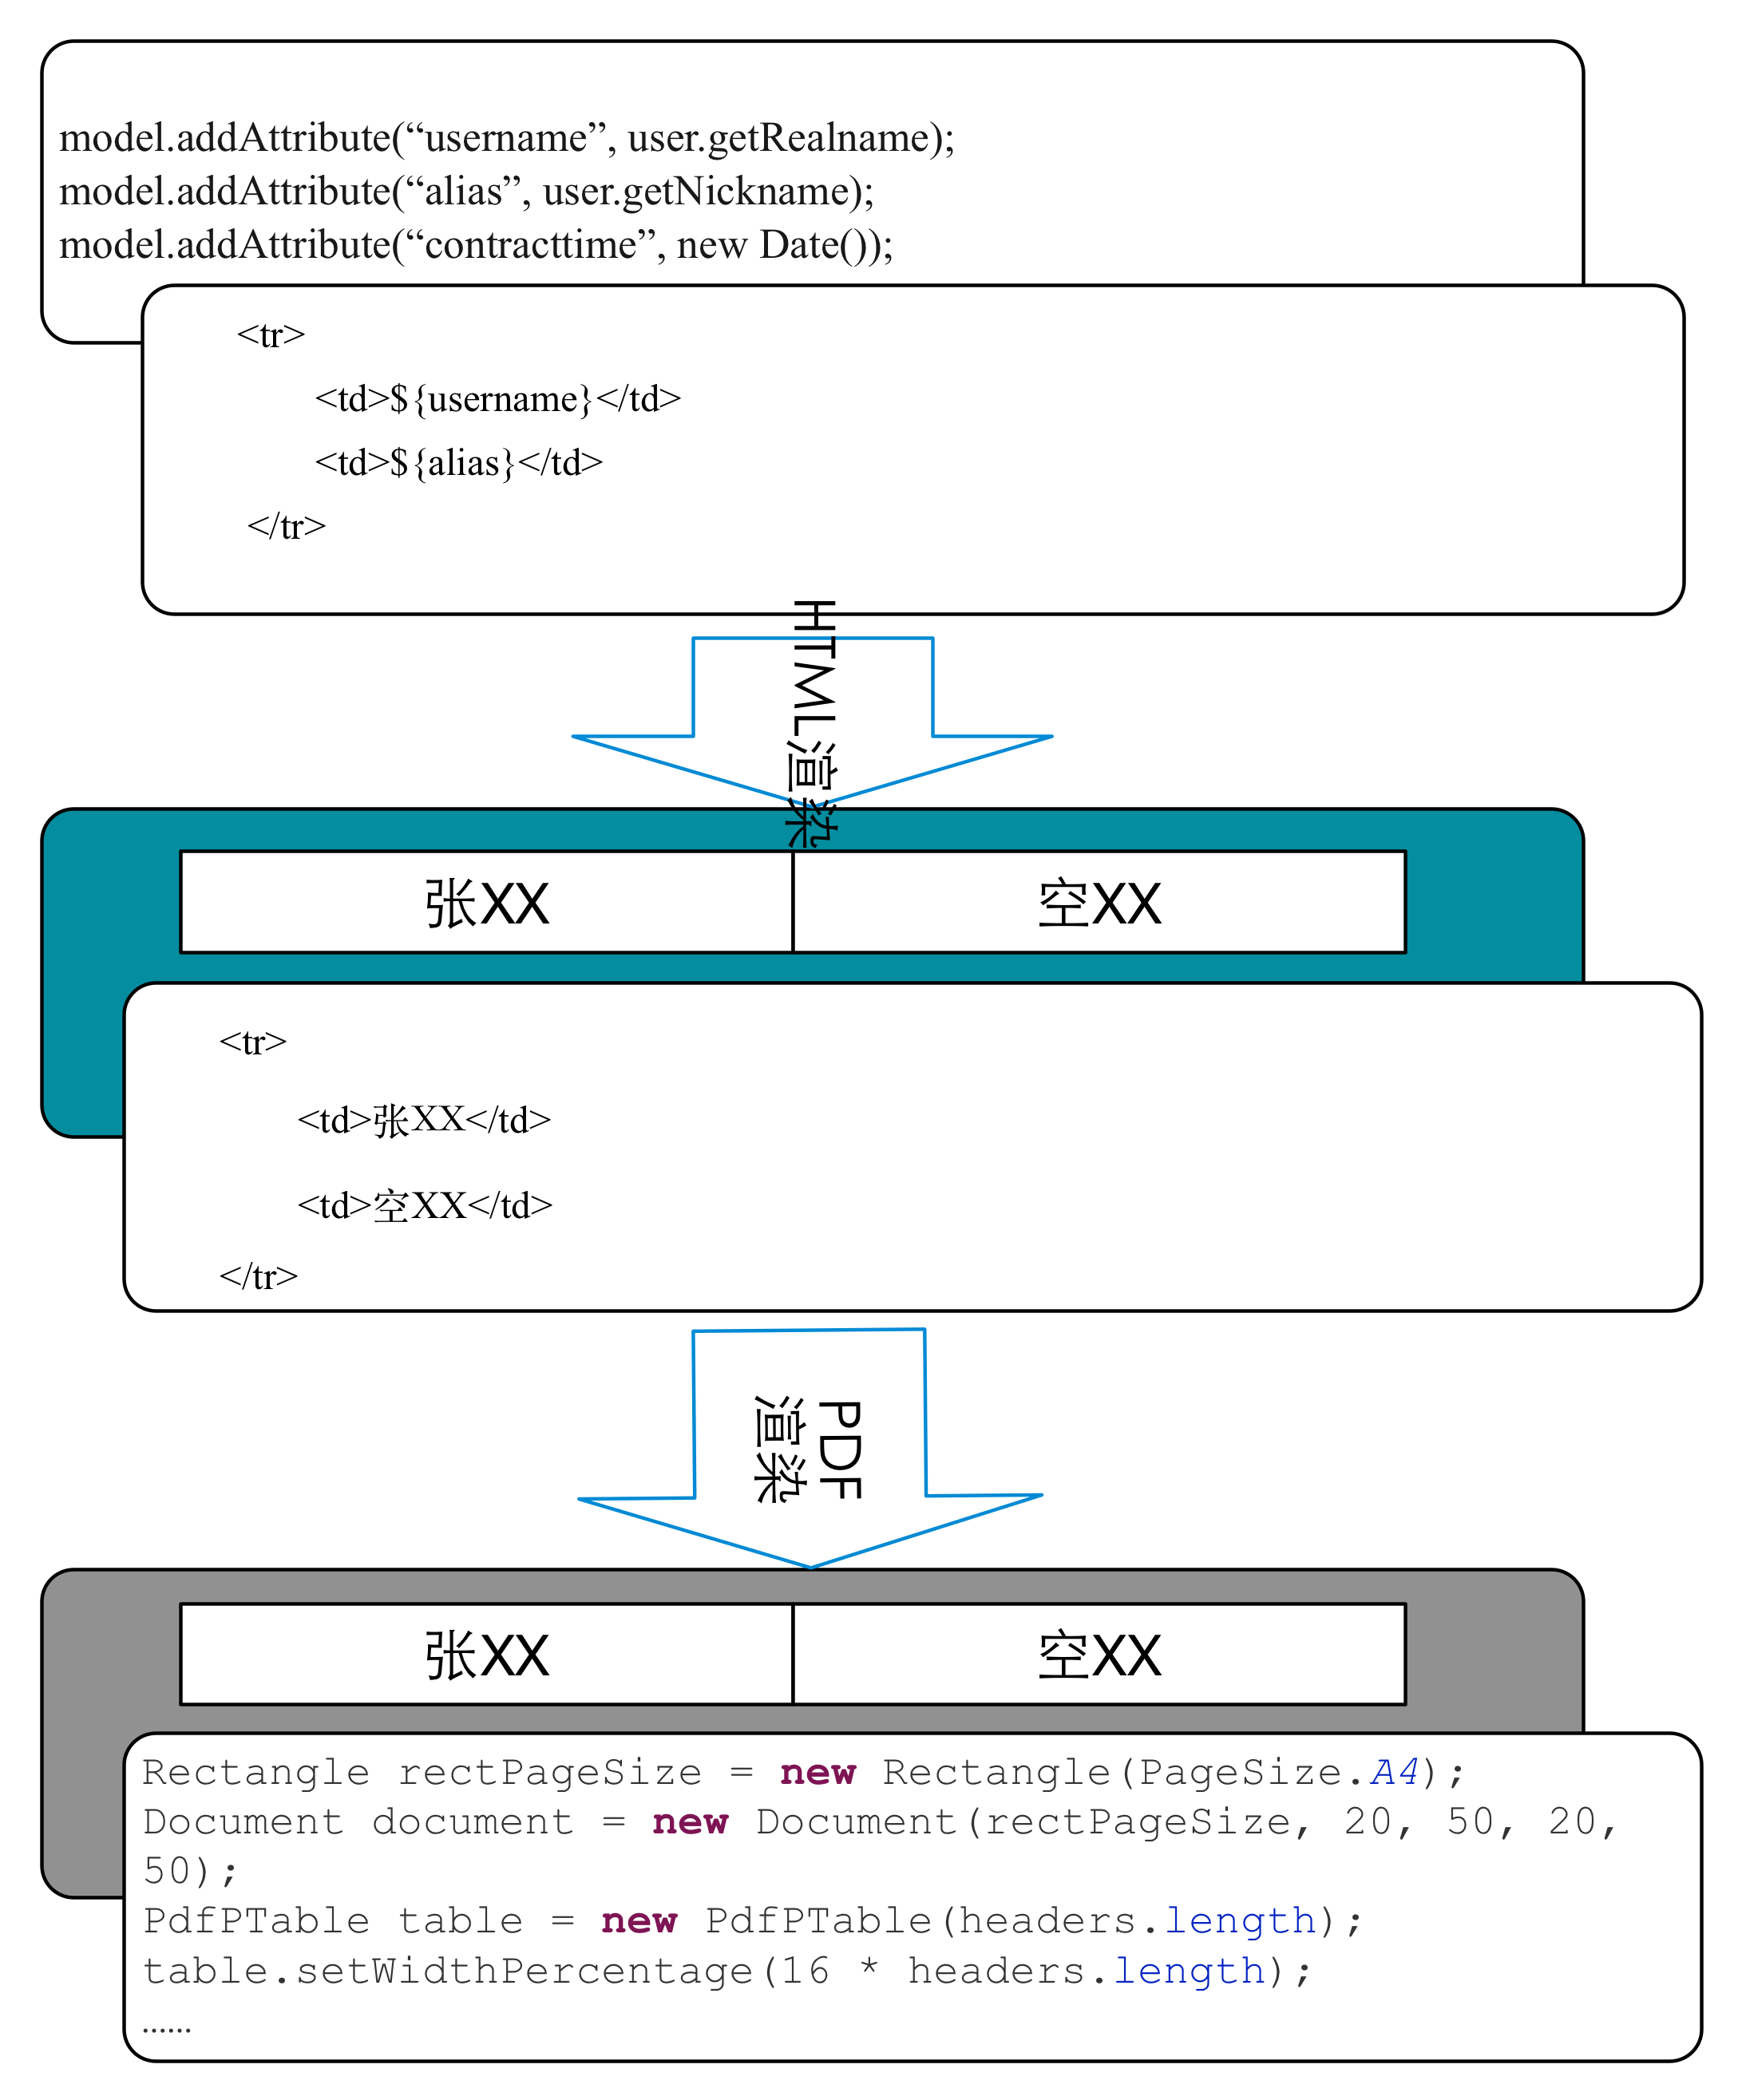 model.addAttribute(“username”, user.getRealname);
model.addAttribute(“alias”, user.getNickname);
model.addAttribute(“contracttime”, new Date());
<tr>
<td>${username}</td>
<td>${alias}</td>
</tr>
HTML渲染
张XX 空XX
<tr>
<td>张XX</td>
<td>空XX</td>
</tr>
PDF
渲染
张XX 空XX
Rectangle rectPageSize = new Rectangle(PageSize.A4);
Document document = new Document(rectPageSize, 20, 50, 20,
50);
PdfPTable table = new PdfPTable(headers.length);
table.setWidthPercentage(16 * headers.length);
......